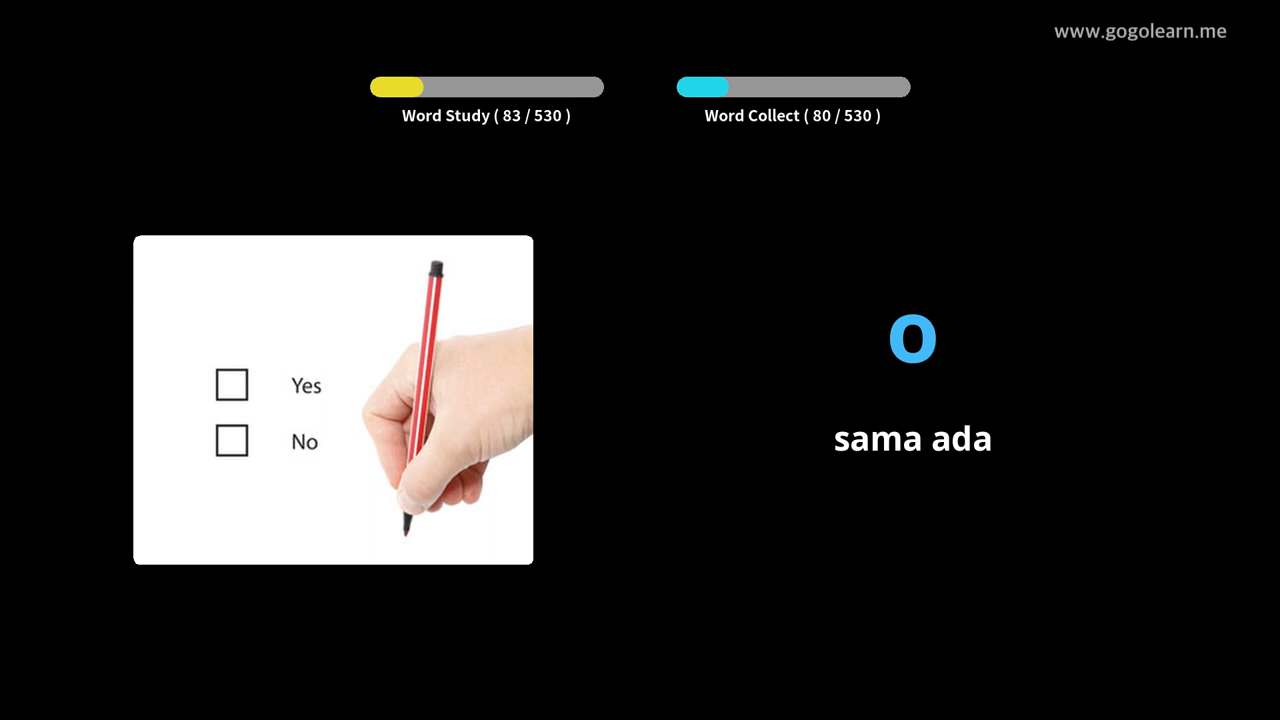 www.gogolearn.me
Word Study ( 83 / 530 )
Word Collect ( 80 / 530 )
Yes
No
o
sama ada